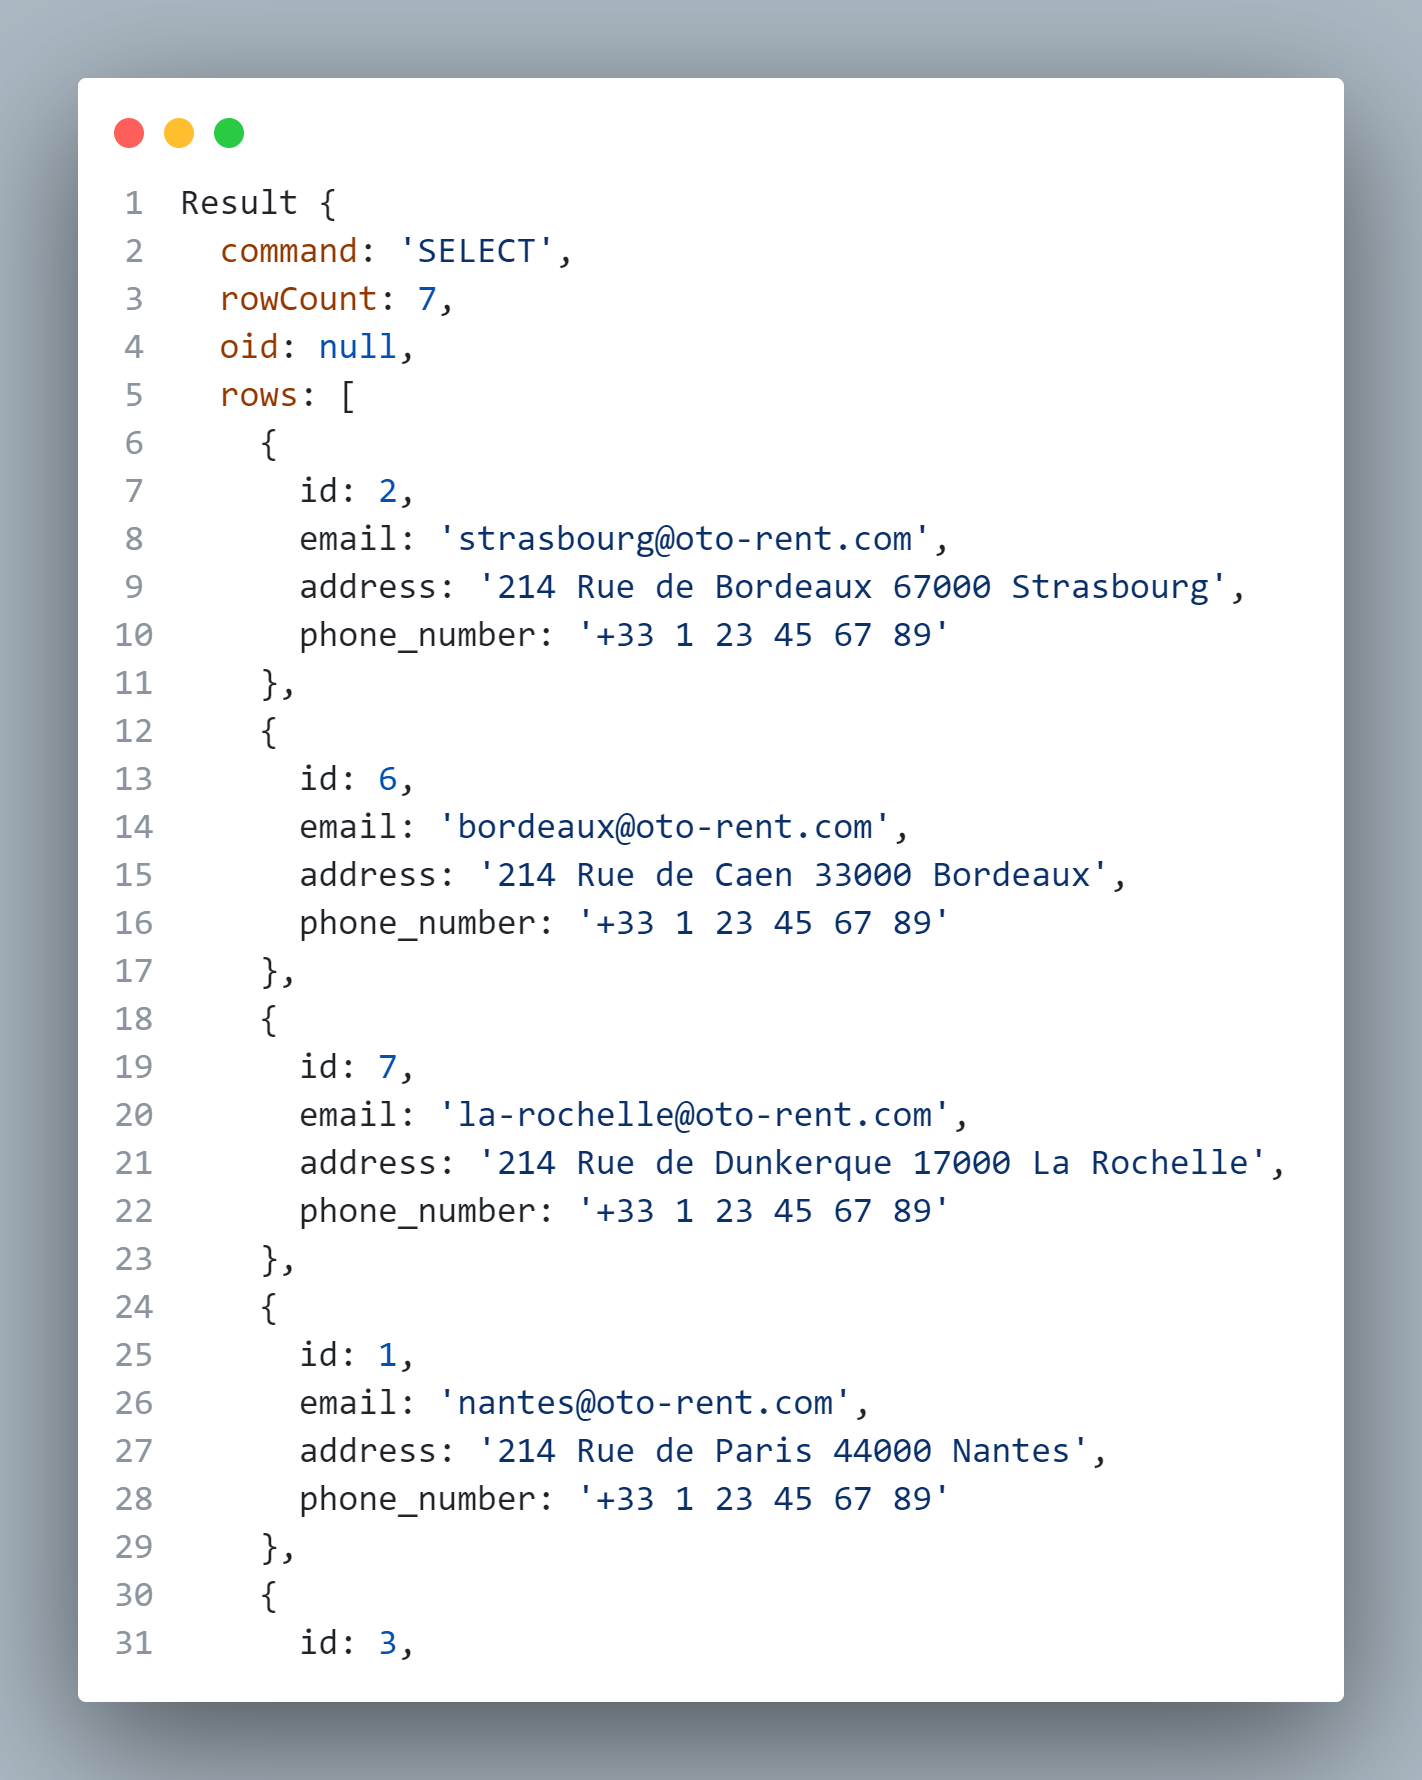 1 Result {
2   command: 'SELECT',
3   rowCount: 7,
4   oid: null,
5   rows: [
6     {
7       id: 2,
8       email: 'strasbourg@oto-rent.com',
9       address: '214 Rue de Bordeaux 67000 Strasbourg',
10       phone_number: '+33 1 23 45 67 89'
11     },
12     {
13       id: 6,
14       email: 'bordeaux@oto-rent.com',
15       address: '214 Rue de Caen 33000 Bordeaux',
16       phone_number: '+33 1 23 45 67 89'
17     },
18     {
19       id: 7,
20       email: 'la-rochelle@oto-rent.com',
21       address: '214 Rue de Dunkerque 17000 La Rochelle',
22       phone_number: '+33 1 23 45 67 89'
23     },
24     {
25       id: 1,
26       email: 'nantes@oto-rent.com',
27       address: '214 Rue de Paris 44000 Nantes',
28       phone_number: '+33 1 23 45 67 89'
29     },
30     {
31       id: 3,